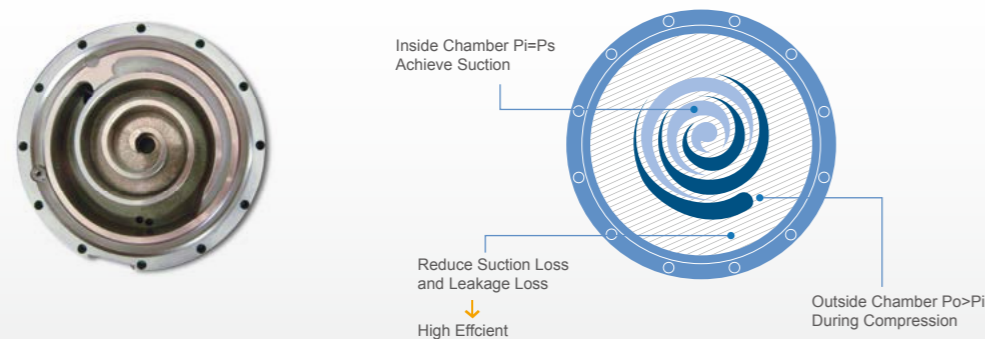 Inside Chamber Pi=Ps
Achieve Suction
Reduce Suction Loss
and Leakage Loss
High Effcient
Outside Chamber Po>Pi
During Compression